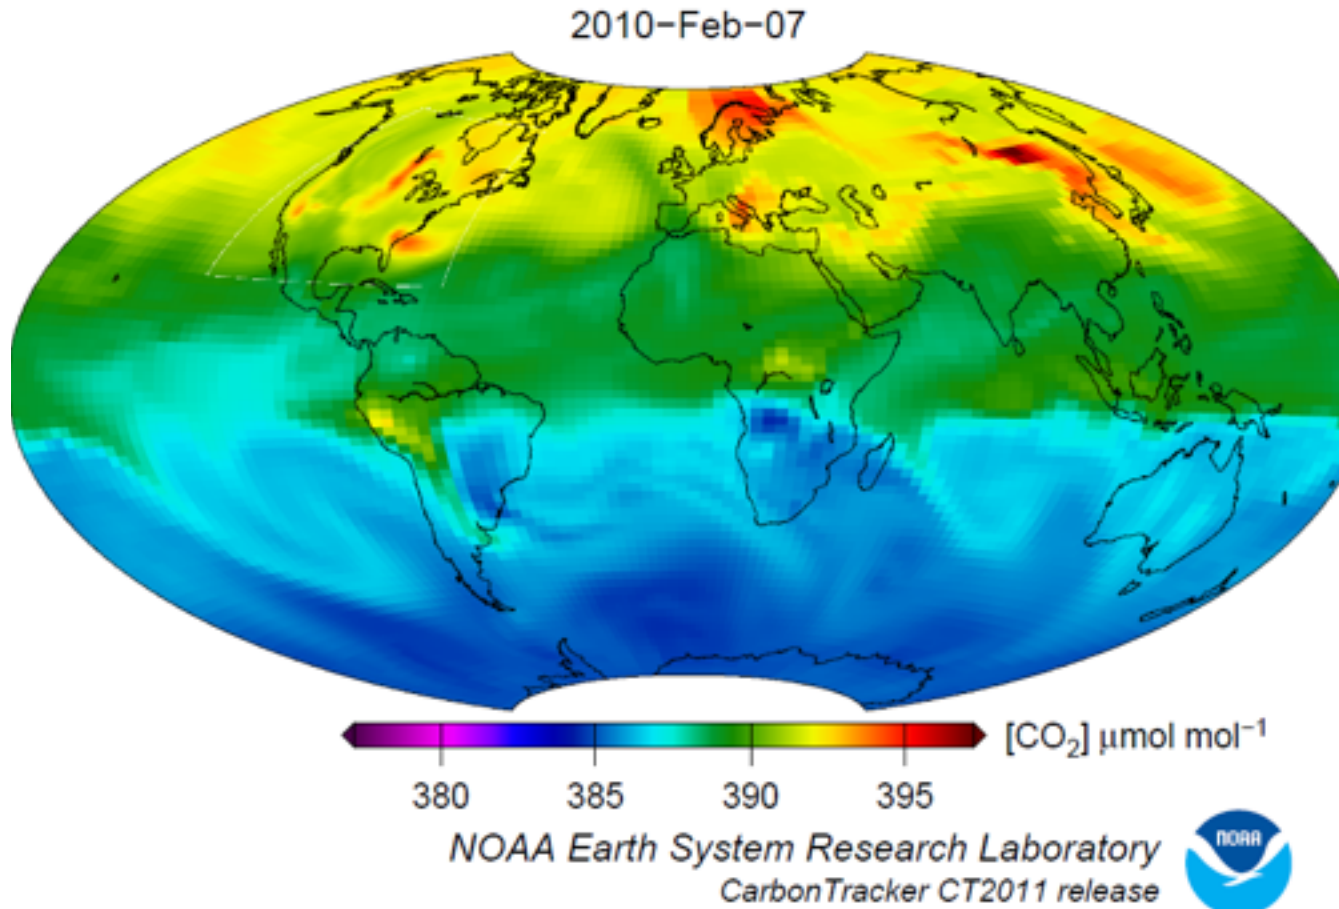 2010-Feb-07
[CO₂] μmol mol⁻¹
380 385 390 395
NOAA Earth System Research Laboratory
CarbonTracker CT2011 release
NOAA